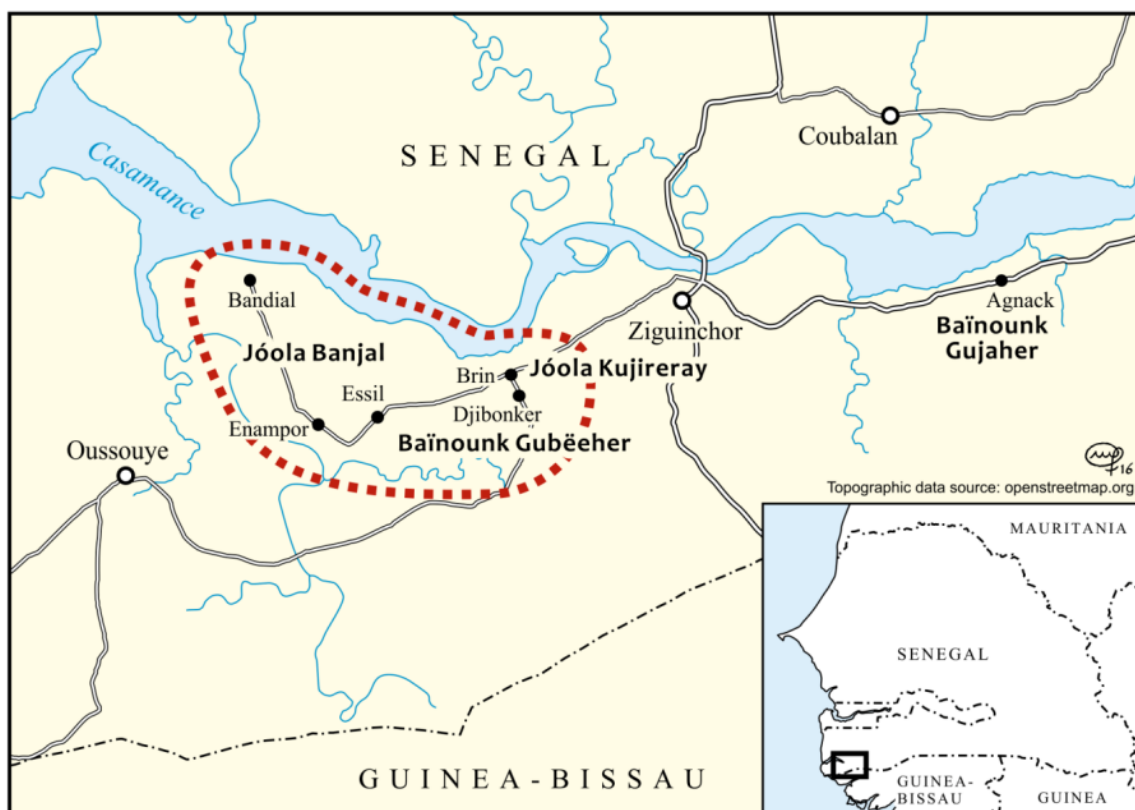 Coubalan
SENEGAL
Casamance
Bandial
Agnack
Ziguinchor
Baïnounk
Gujaher
Jóola Banjal
Jóola Kujireray
Brin
Essil
Djibonker
Enampor
Baïnounk Gubëeher
Oussouye
16
Topographic data source: openstreetmap.org
GUINEA-BISSAU
MAURITANIA
SENEGAL
GUINEA-
BISSAU
GUINEA